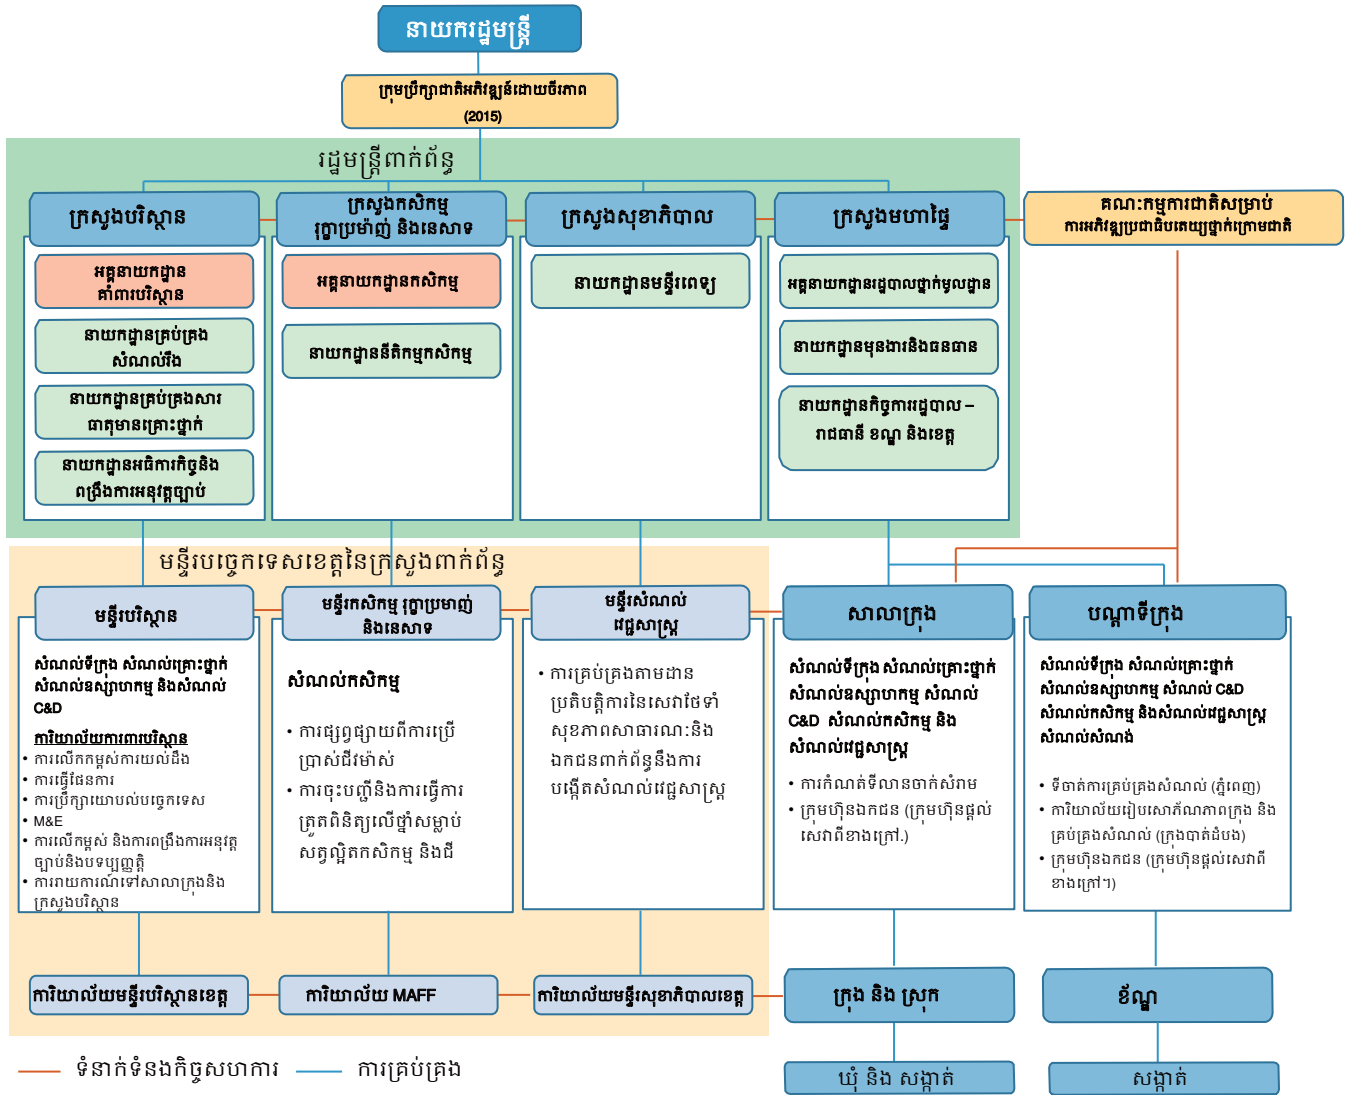 នាយករដ្ឋមន្ត្រី
ក្រុមប្រឹក្សាជាតិអភិវឌ្ឍន៍ដោយចីរភាព
(2015)
រដ្ឋមន្ត្រីពាក់ព័ន្ធ
ក្រសួងបរិស្ថាន
ក្រសួងកសិកម្ម
រុក្ខាប្រម៉ាញ់ និងនេសាទ
ក្រសួងសុខាភិបាល
ក្រសួងមហាផ្ទៃ
គណៈកម្មការជាតិសម្រាប់
ការអភិវឌ្ឍប្រជាធិបតេយ្យថ្នាក់ក្រោមជាតិ
អគ្គនាយកដ្ឋាន
គាំពារបរិស្ថាន
នាយកដ្ឋានគ្រប់គ្រង
សំណល់រឹង
នាយកដ្ឋានគ្រប់គ្រងសារ
ធាតុមានគ្រោះថ្នាក់
នាយកដ្ឋានអធិការកិច្ចនិង
ពង្រឹងការអនុវត្តច្បាប់
អគ្គនាយកដ្ឋានកសិកម្ម
នាយកដ្ឋាននីតិកម្មកសិកម្ម
នាយកដ្ឋានមន្ទីរពេទ្យ
អគ្គនាយកដ្ឋានរដ្ឋបាលថ្នាក់មូលដ្ឋាន
នាយកដ្ឋានមុនងារនិងធនធាន
នាយកដ្ឋានកិច្ចការរដ្ឋបាល –
រាជធានី ខណ្ឌ និងខេត្ត
មន្ទីរបច្ចេកទេសខេត្តនៃក្រសួងពាក់ព័ន្ធ
មន្ទីរបរិស្ថាន
សំណល់ទីក្រុង សំណល់គ្រោះថ្នាក់
សំណល់ឧស្សាហកម្ម និងសំណល់
C&D
ការិយាល័យការពារបរិស្ថាន
• ការលើកកម្ពស់ការយល់ដឹង
• ការធ្វើផែនការ
• ការប្រឹក្សាយោបល់បច្ចេកទេស
• M&E
• ការលើកម្ពស់ និងការពង្រឹងការអនុវត្ត
ច្បាប់និងបទប្បញ្ញត្តិ
• ការរាយការណ៍ទៅសាលាក្រុងនិង
ក្រសួងបរិស្ថាន
មន្ទីរកសិកម្ម រុក្ខាប្រមាញ់
និងនេសាទ
សំណល់កសិកម្ម
• ការផ្សព្វផ្សាយពីការប្រើ
ប្រាស់ជីវម៉ាស់
• ការចុះបញ្ជីនិងការធ្វើការ
ត្រួតពិនិត្យលើថ្នាំសម្លាប់
សត្វល្អិតកសិកម្ម និងជី
មន្ទីរសំណល់
វេជ្ជសាស្ត្រ
• ការគ្រប់គ្រងតាមដាន
ប្រតិបត្តិការនៃសេវាថែទាំ
សុខភាពសាធារណៈនិង
ឯកជនពាក់ព័ន្ធនឹងការ
បង្កើតសំណល់វេជ្ជសាស្ត្រ
សាលាក្រុង
សំណល់ទីក្រុង សំណល់គ្រោះថ្នាក់
សំណល់ឧស្សាហកម្ម សំណល់
C&D សំណល់កសិកម្ម និង
សំណល់វេជ្ជសាស្ត្រ
• ការកំណត់ទីលានចាក់សំរាម
• ក្រុមហ៊ុនឯកជន (ក្រុមហ៊ុនផ្តល់
សេវាពីខាងក្រៅ.)
បណ្តាទីក្រុង
សំណល់ទីក្រុង សំណល់គ្រោះថ្នាក់
សំណល់ឧស្សាហកម្ម សំណល់ C&D
សំណល់កសិកម្ម និងសំណល់វេជ្ជសាស្ត្រ
សំណល់សំណង់
• ទីចាត់ការគ្រប់គ្រងសំណល់ (ភ្នំពេញ)
• ការិយាល័យរៀបសោភ័ណភាពក្រុង និង
គ្រប់គ្រងសំណល់ (ក្រុងបាត់ដំបង)
• ក្រុមហ៊ុនឯកជន (ក្រុមហ៊ុនផ្តល់សេវាពី
ខាងក្រៅ។)
ការិយាល័យមន្ទីរបរិស្ថានខេត្ត
ការិយាល័យ MAFF
ការិយាល័យមន្ទីរសុខាភិបាលខេត្ត
ក្រុង និង ស្រុក
ខ័ណ្ឌ
ទំនាក់ទំនងកិច្ចសហការ
ការគ្រប់គ្រង
ឃុំ និង សង្កាត់
សង្កាត់